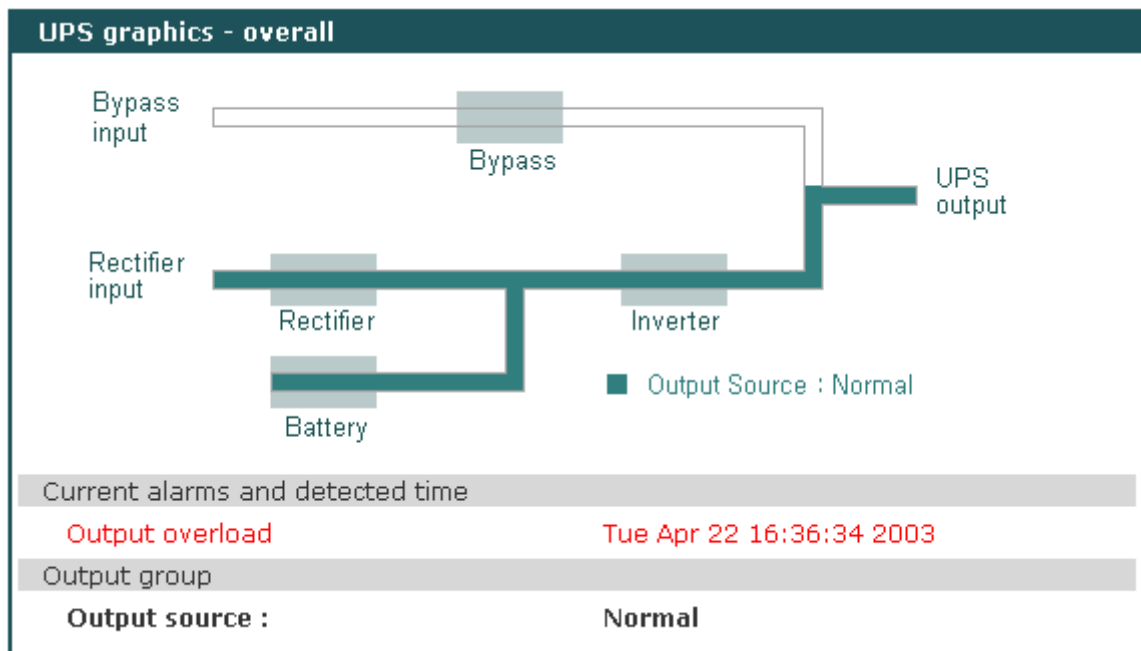 UPS graphics - overall
Bypass
input
Bypass
UPS
output
Rectifier
input
Rectifier
Inverter
Output Source : Normal
Battery
Current alarms and detected time
Output overload Tue Apr 22 16:36:34 2003
Output group
Output source : Normal